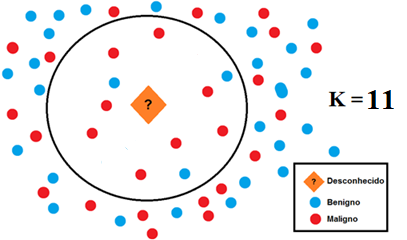 ?
K = 11
? Desconhecido
Benigno
Maligno